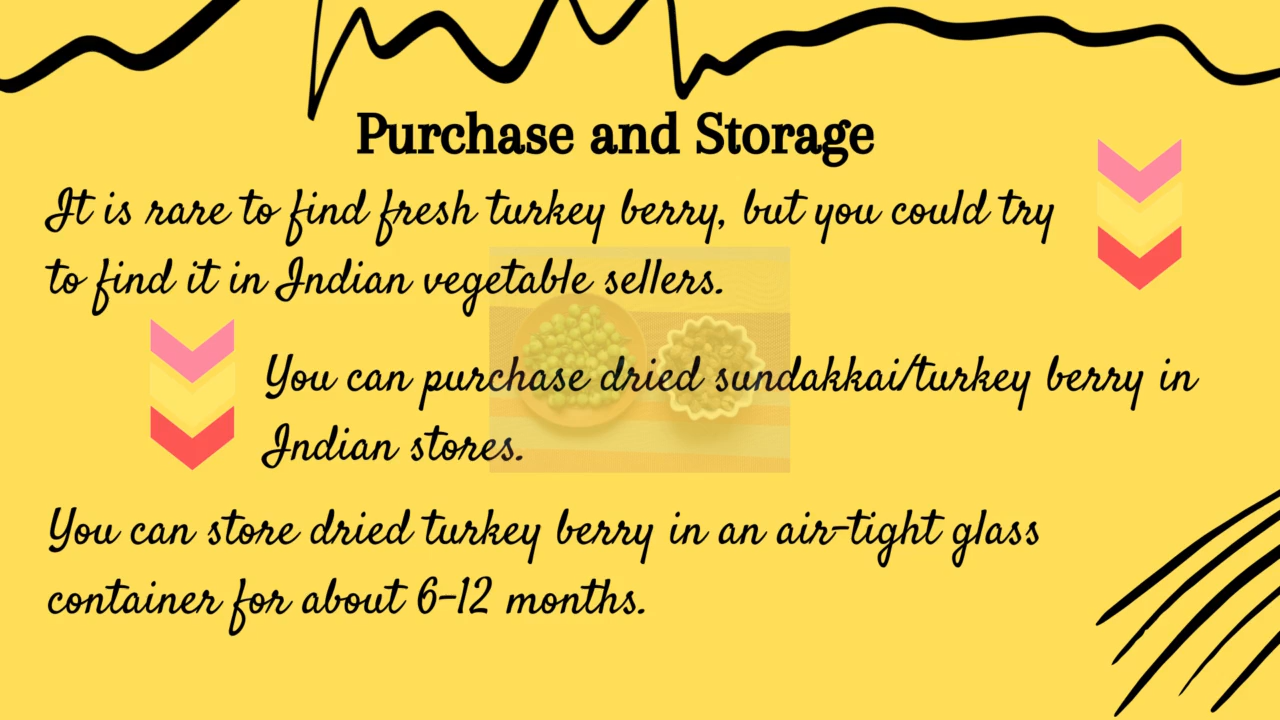 Purchase and Storage
It is rare to find fresh turkey berry, but you could try
to find it in Indian vegetable sellers.
You can purchase dried sundakkai/turkey berry in
Indian stores.
You can store dried turkey berry in an air-tight glass
container for about 6-12 months.